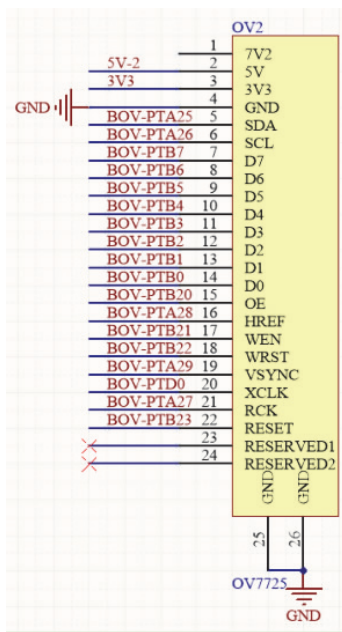 OV2
1 7V2
5V-2 2 5V
3V3 3 3V3
GND 4 GND
BOV-PTA25 5 SDA
BOV-PTA26 6 SCL
BOV-PTB7 7 D7
BOV-PTB6 8 D6
BOV-PTB5 9 D5
BOV-PTB4 10 D4
BOV-PTB3 11 D3
BOV-PTB2 12 D2
BOV-PTB1 13 D1
BOV-PTB0 14 D0
BOV-PTB20 15 OE
BOV-PTA28 16 HREF
BOV-PTB21 17 WEN
BOV-PTB22 18 WRST
BOV-PTA29 19 VSYNC
BOV-PTD0 20 XCLK
BOV-PTA27 21 RCK
BOV-PTB23 22 RESET
23 RESERVED1
24 RESERVED2
GND GND
25 26
OV7725
GND